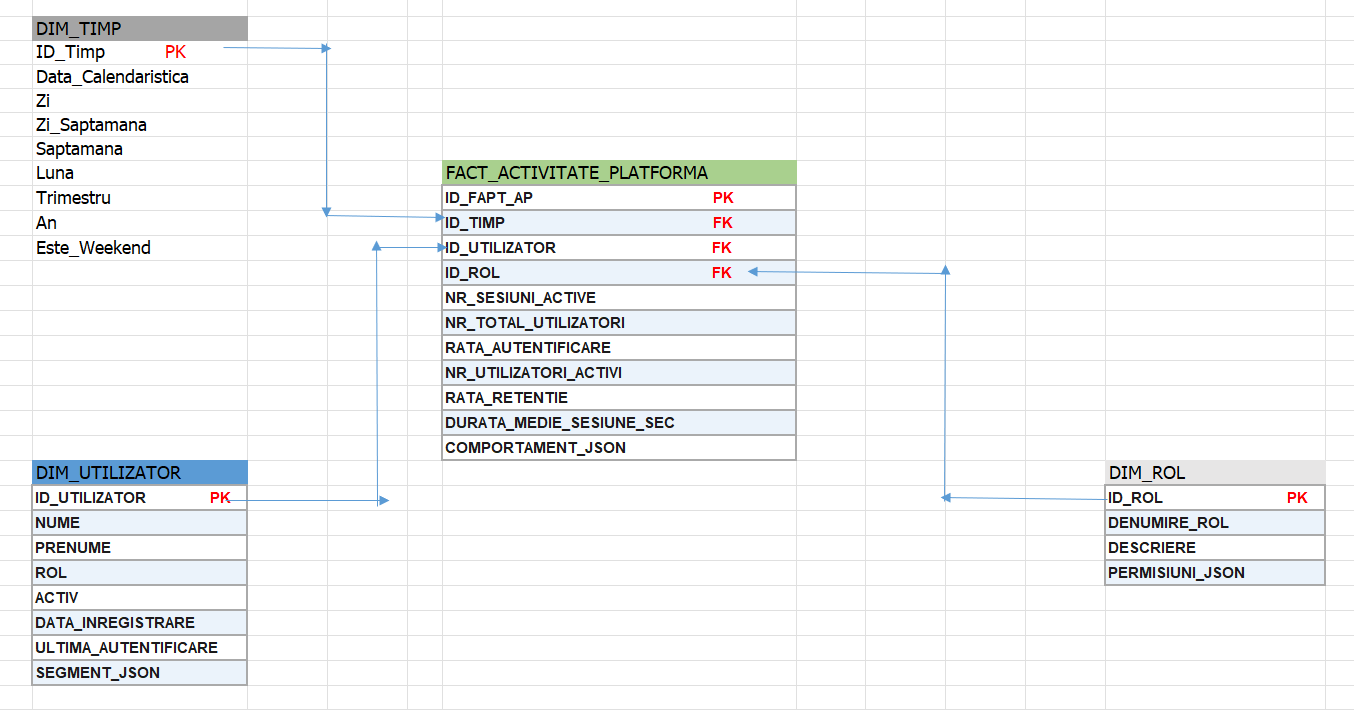 DIM_TIMP
ID_Timp PK
Data_Calendaristica
Zi
Zi_Saptamana
Saptamana
Luna
Trimestru
An
Este_Weekend
FACT_ACTIVITATE_PLATFORMA
ID_FAPT_AP PK
ID_TIMP FK
ID_UTILIZATOR FK
ID_ROL FK
NR_SESIUNI_ACTIVE
NR_TOTAL_UTILIZATORI
RATA_AUTENTIFICARE
NR_UTILIZATORI_ACTIVI
RATA_RETENTIE
DURATA_MEDIE_SESIUNE_SEC
COMPORTAMENT_JSON
DIM_UTILIZATOR
ID_UTILIZATOR PK
NUME
PRENUME
ROL
ACTIV
DATA_INREGISTRARE
ULTIMA_AUTENTIFICARE
SEGMENT_JSON
DIM_ROL
ID_ROL PK
DENUMIRE_ROL
DESCRIERE
PERMISIUNI_JSON